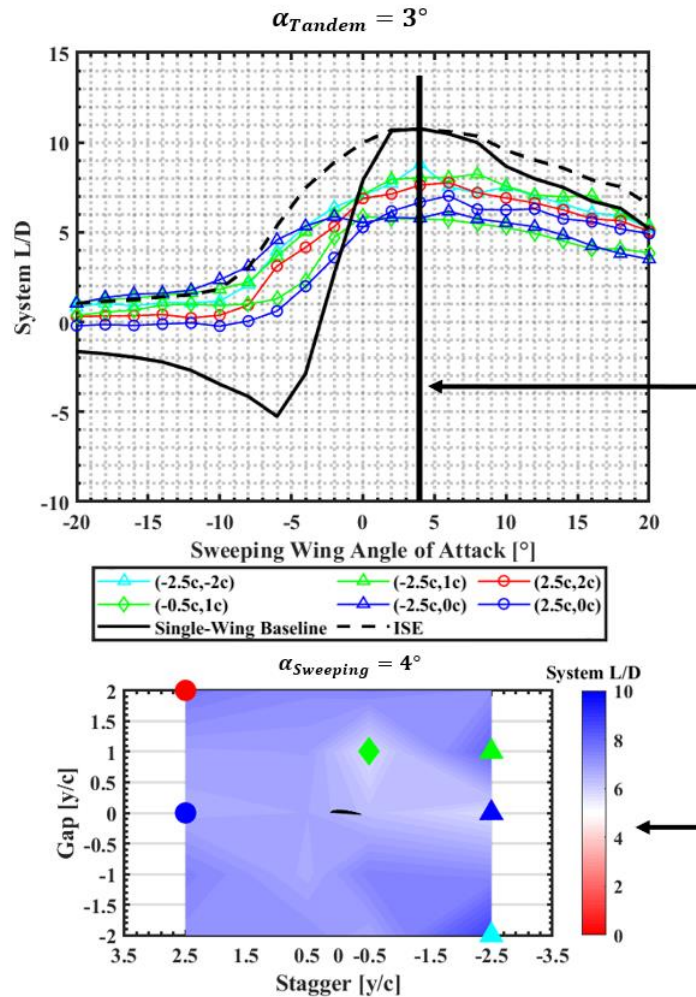 α_Tandem = 3°
15
10
5
0
-5
-10
System L/D
-20 -15 -10 -5 0 5 10 15 20
Sweeping Wing Angle of Attack [°]
(-2.5c,-2c) (-2.5c,1c) (2.5c,2c)
(-0.5c,1c) (-2.5c,0c) (2.5c,0c)
Single-Wing Baseline ISE
α_Sweeping = 4°
System L/D
2
1.5
1
0.5
0
-0.5
-1
-1.5
-2
Gap [y/c]
3.5 2.5 1.5 0.5 0 -0.5 -1.5 -2.5 -3.5
Stagger [y/c]
10
8
6
4
2
0